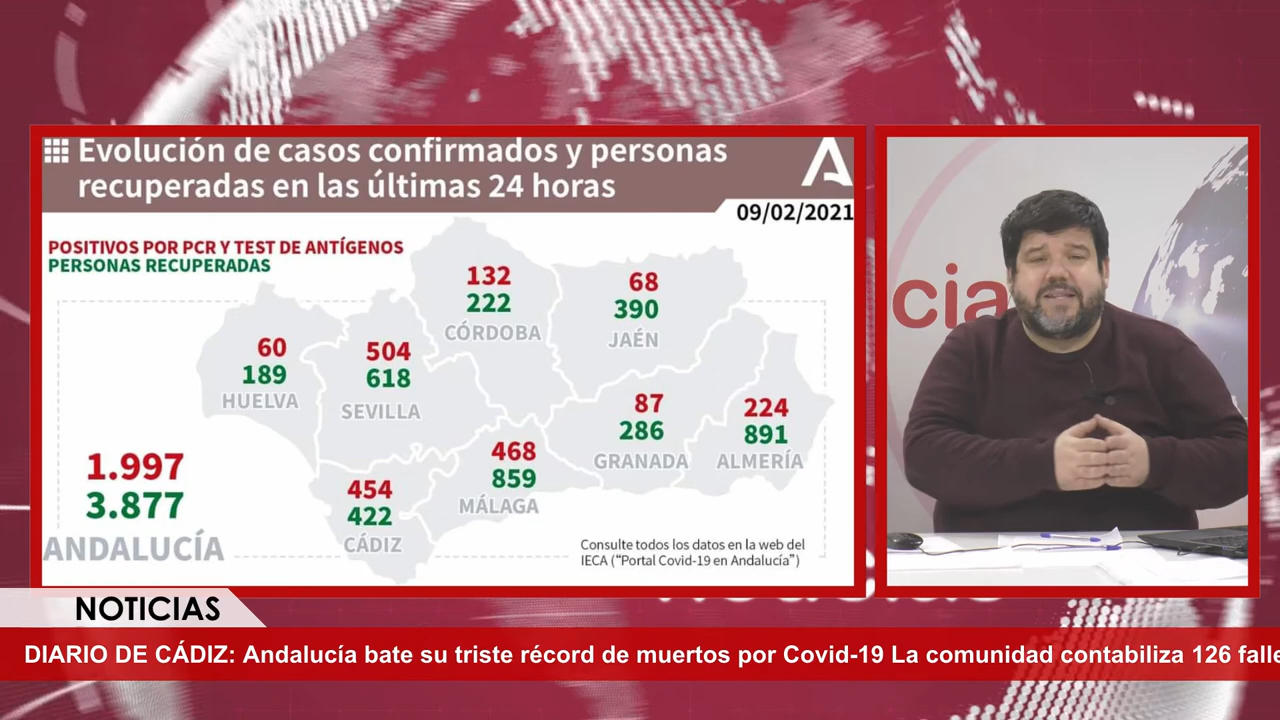 Evolución de casos confirmados y personas
recuperadas en las últimas 24 horas
09/02/2021
POSITIVOS POR PCR Y TEST DE ANTÍGENOS
PERSONAS RECUPERADAS
132
222
CÓRDOBA
68
390
JAÉN
60
189
HUELVA
504
618
SEVILLA
87
286
GRANADA
224
891
ALMERÍA
468
859
MÁLAGA
454
422
CÁDIZ
1.997
3.877
ANDALUCÍA
Consulte todos los datos en la web del
IECA (“Portal Covid-19 en Andalucía”)
cia
NOTICIAS
DIARIO DE CÁDIZ: Andalucía bate su triste récord de muertos por Covid-19 La comunidad contabiliza 126 falle